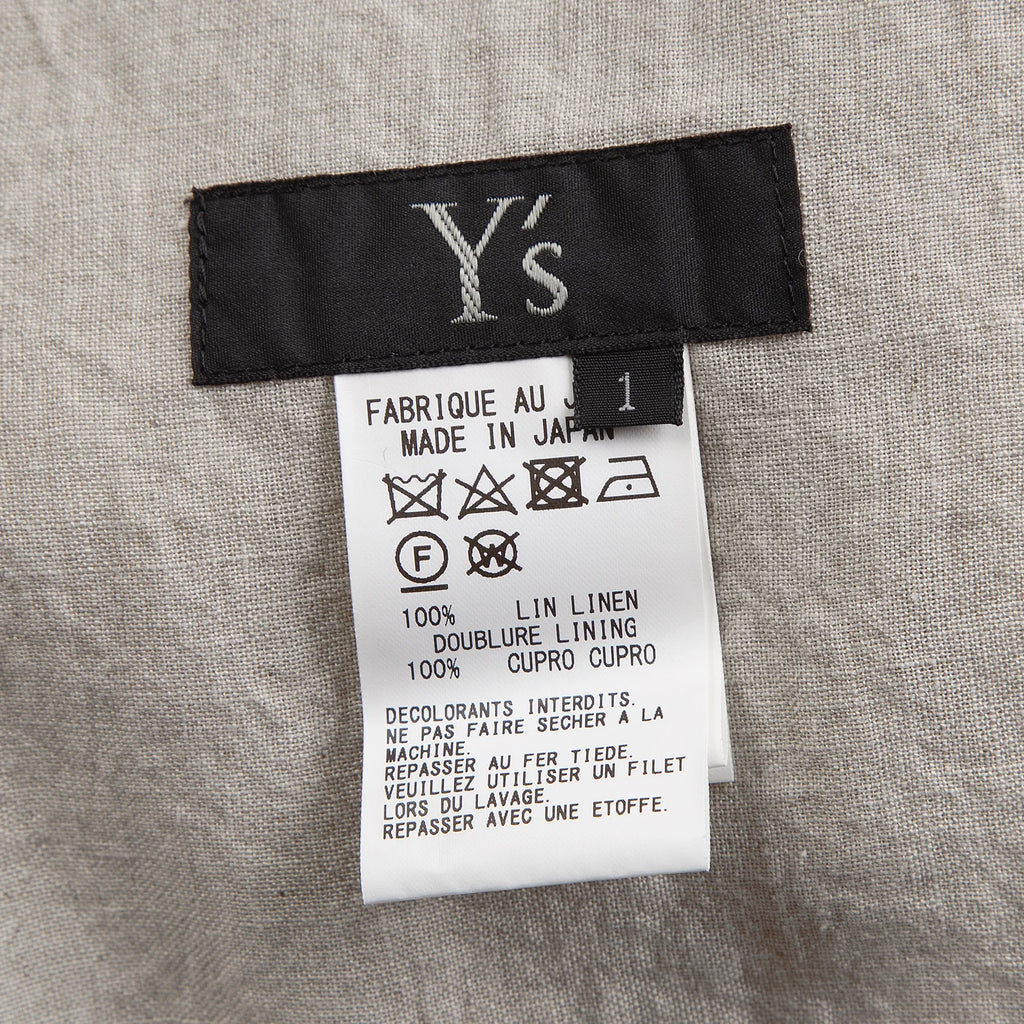 Y's
1
FABRIQUE AU J
MADE IN JAPAN
F
W
100% LIN LINEN
DOUBLURE LINING
100% CUPRO CUPRO
DECOLORANTS INTERDITS.
NE PAS FAIRE SECHER A LA
MACHINE.
REPASSER AU FER TIEDE.
VEUILLEZ UTILISER UN FILET
LORS DU LAVAGE.
REPASSER AVEC UNE ETOFFE.